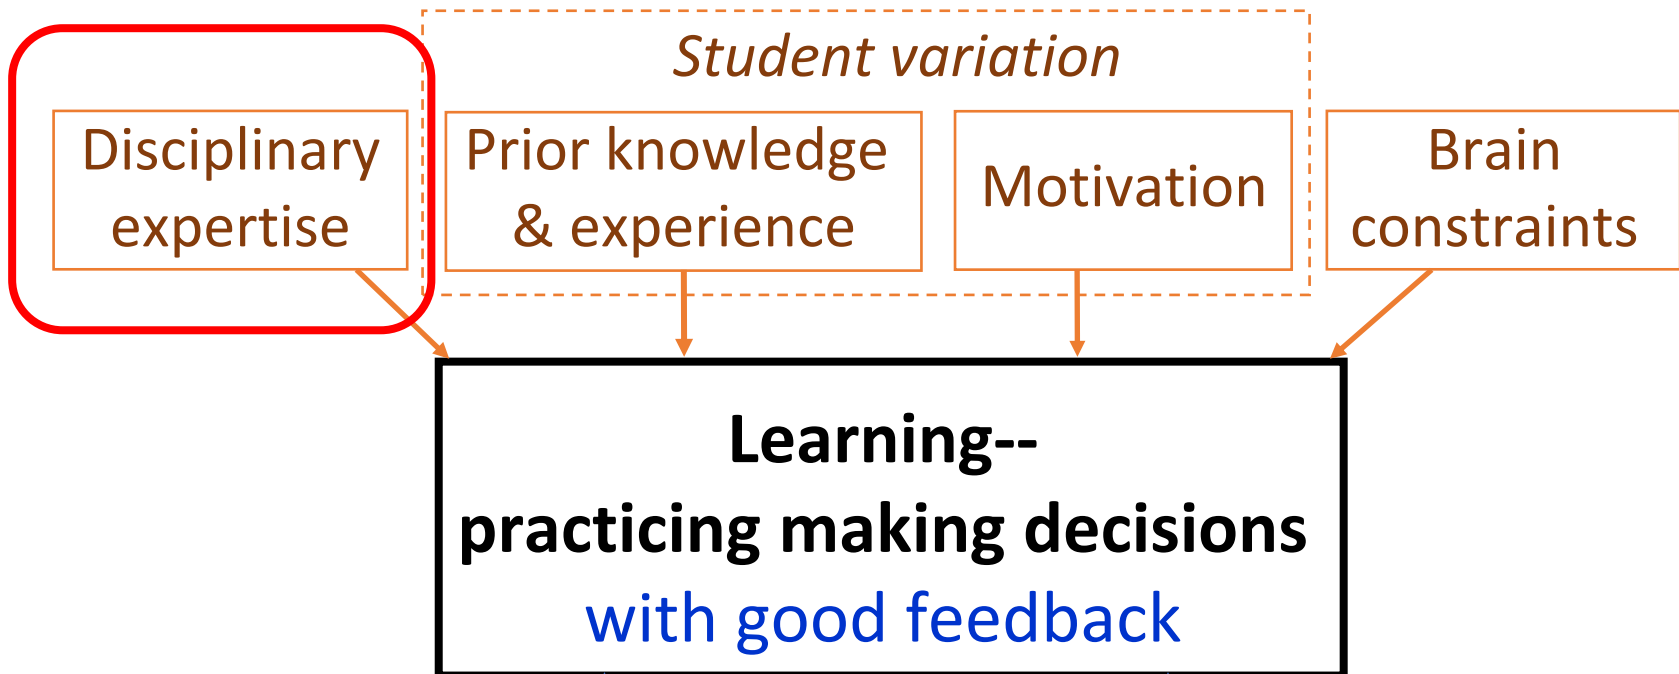 Student variation
Disciplinary
expertise
Prior knowledge
& experience
Motivation
Brain
constraints
Learning--
practicing making decisions
with good feedback